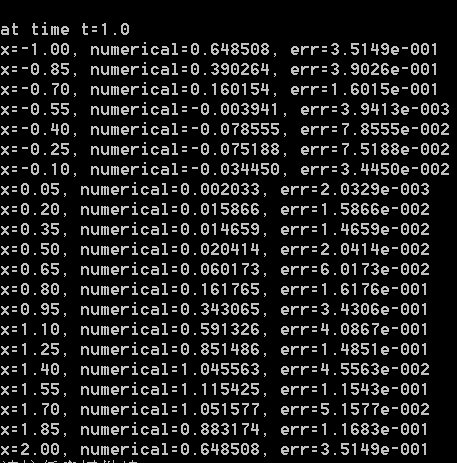 at time t=1.0
x=-1.00, numerical=0.648508, err=3.5149e-001
x=-0.85, numerical=0.390264, err=3.9026e-001
x=-0.70, numerical=0.160154, err=1.6015e-001
x=-0.55, numerical=-0.003941, err=3.9413e-003
x=-0.40, numerical=-0.078555, err=7.8555e-002
x=-0.25, numerical=-0.075188, err=7.5188e-002
x=-0.10, numerical=-0.034450, err=3.4450e-002
x=0.05, numerical=0.002033, err=2.0329e-003
x=0.20, numerical=0.015866, err=1.5866e-002
x=0.35, numerical=0.014659, err=1.4659e-002
x=0.50, numerical=0.020414, err=2.0414e-002
x=0.65, numerical=0.060173, err=6.0173e-002
x=0.80, numerical=0.161765, err=1.6176e-001
x=0.95, numerical=0.343065, err=3.4306e-001
x=1.10, numerical=0.591326, err=4.0867e-001
x=1.25, numerical=0.851486, err=1.4851e-001
x=1.40, numerical=1.045563, err=4.5563e-002
x=1.55, numerical=1.115425, err=1.1543e-001
x=1.70, numerical=1.051577, err=5.1577e-002
x=1.85, numerical=0.883174, err=1.1683e-001
x=2.00, numerical=0.648508, err=3.5149e-001